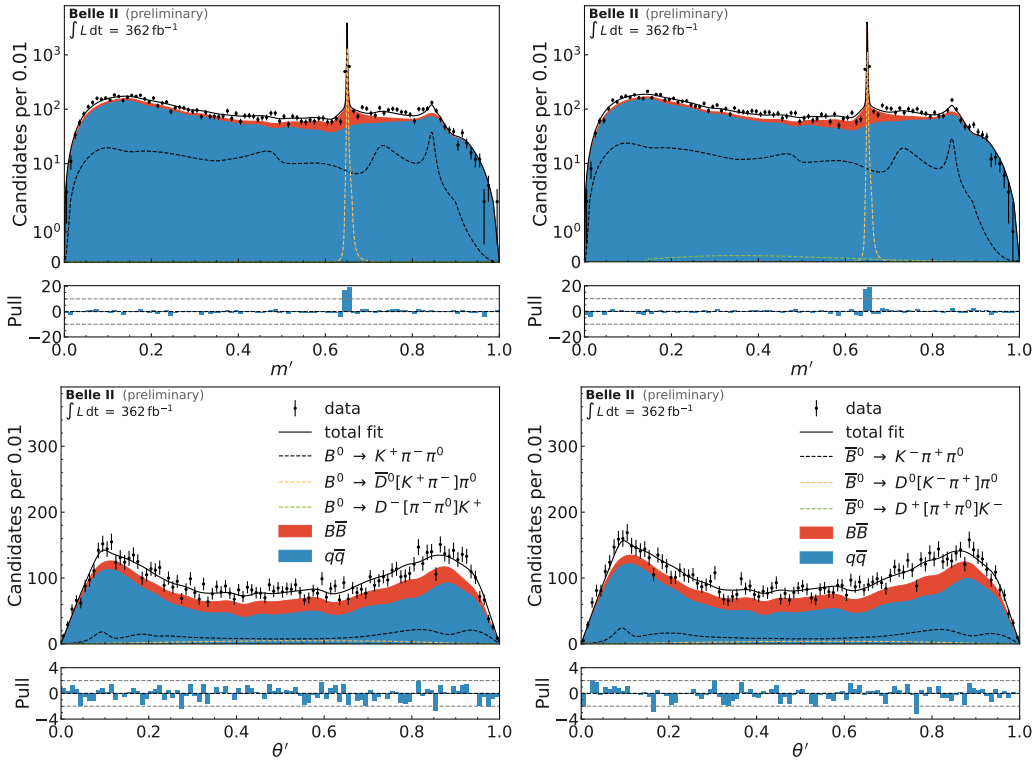 Belle II (preliminary)
∫ L dt = 362 fb⁻¹
Candidates per 0.01
10³
10²
10¹
10⁰
0
Pull
20
0
−20
0.0 0.2 0.4 0.6 0.8 1.0
m′
Belle II (preliminary)
∫ L dt = 362 fb⁻¹
Candidates per 0.01
10³
10²
10¹
10⁰
0
Pull
20
0
−20
0.0 0.2 0.4 0.6 0.8 1.0
m′
Belle II (preliminary)
∫ L dt = 362 fb⁻¹
Candidates per 0.01
300
200
100
0
data
total fit
B⁰ → K⁺ π⁻ π⁰
B⁰ → D̅⁰[K⁺ π⁻]π⁰
B⁰ → D⁻[π⁻ π⁰]K⁺
BB̅
qq̅
Pull
4
0
−4
0.0 0.2 0.4 0.6 0.8 1.0
θ′
Belle II (preliminary)
∫ L dt = 362 fb⁻¹
Candidates per 0.01
300
200
100
0
data
total fit
B̅⁰ → K⁻ π⁺ π⁰
B̅⁰ → D⁰[K⁻ π⁺]π⁰
B̅⁰ → D⁺[π⁺ π⁰]K⁻
BB̅
qq̅
Pull
4
0
−4
0.0 0.2 0.4 0.6 0.8 1.0
θ′